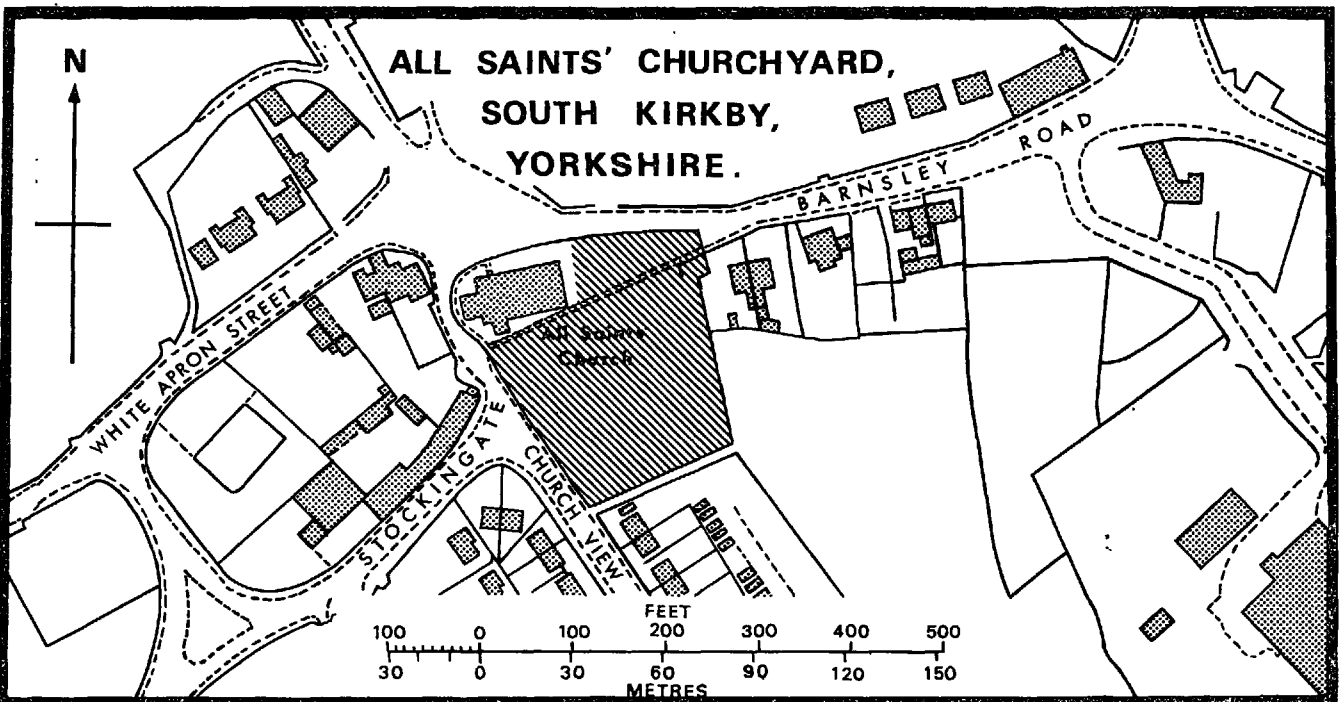 N
ALL SAINTS' CHURCHYARD,
SOUTH KIRKBY,
YORKSHIRE.
BARNSLEY ROAD
WHITE APRON STREET
All Saints
Church
STOCKINGATE
CHURCH VIEW
FEET
100 0 100 200 300 400 500
30 0 30 60 90 120 150
METRES